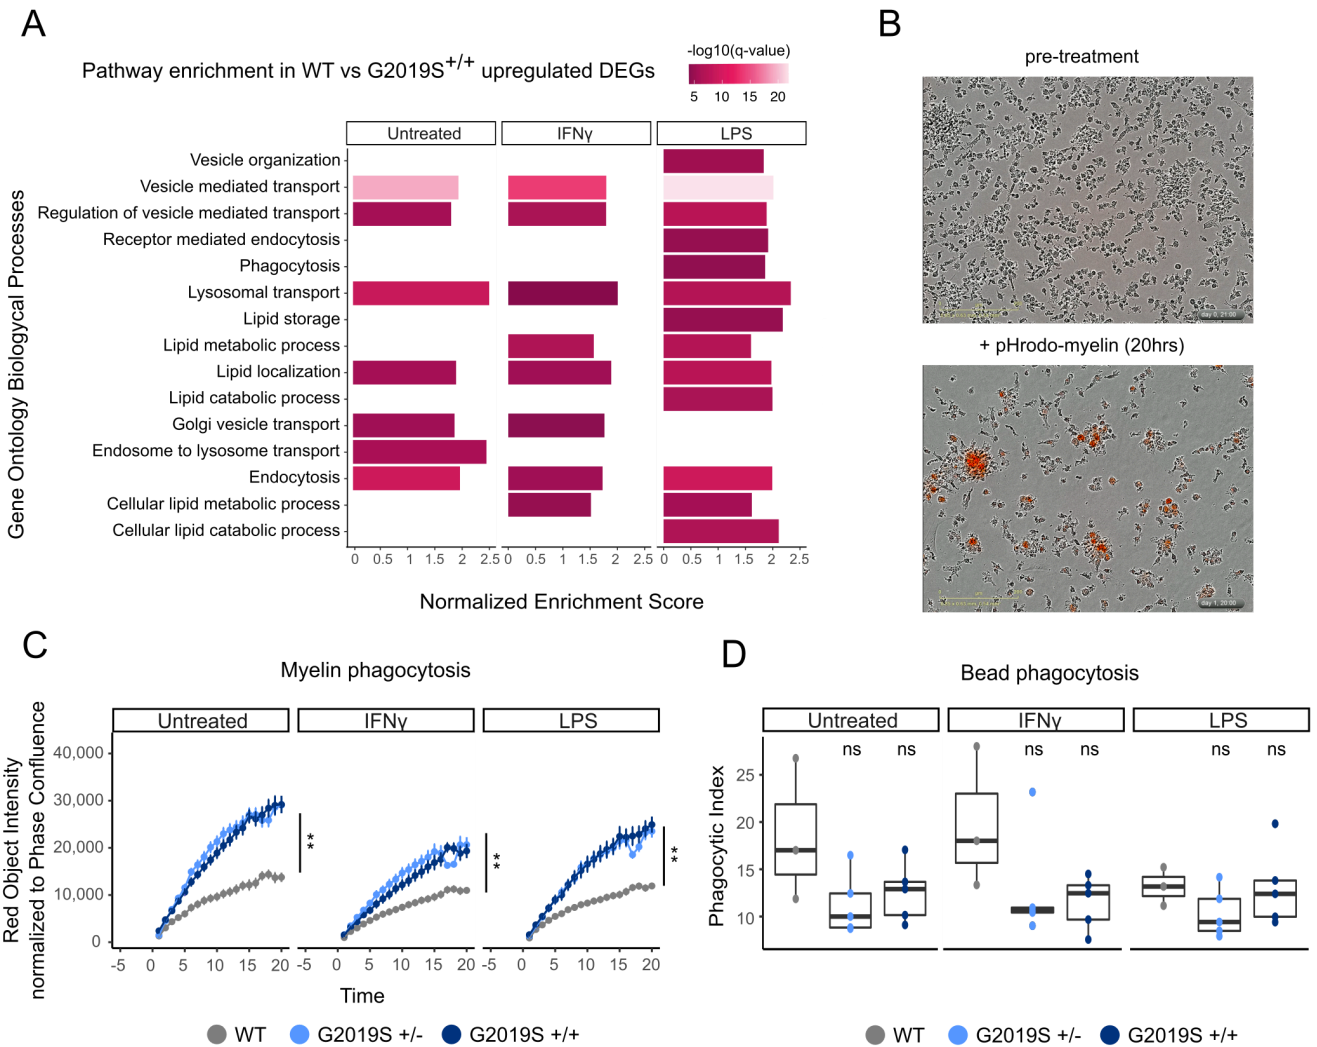 A
Pathway enrichment in WT vs G2019S+/+ upregulated DEGs
-log10(q-value)
5 10 15 20
Untreated IFNγ LPS
Gene Ontology Biologycal Processes
Vesicle organization
Vesicle mediated transport
Regulation of vesicle mediated transport
Receptor mediated endocytosis
Phagocytosis
Lysosomal transport
Lipid storage
Lipid metabolic process
Lipid localization
Lipid catabolic process
Golgi vesicle transport
Endosome to lysosome transport
Endocytosis
Cellular lipid metabolic process
Cellular lipid catabolic process
0 0.5 1 1.5 2 2.5 0 0.5 1 1.5 2 2.5 0 0.5 1 1.5 2 2.5
Normalized Enrichment Score
B
pre-treatment
day 0, 21:00
+ pHrodo-myelin (20hrs)
day 1, 20:00
C
Myelin phagocytosis
Untreated IFNγ LPS
Red Object Intensity
normalized to Phase Confluence
40,000
30,000
20,000
10,000
0
** ** **
-5 0 5 10 15 20 -5 0 5 10 15 20 -5 0 5 10 15 20
Time
WT G2019S +/- G2019S +/+
D
Bead phagocytosis
Untreated IFNγ LPS
ns ns ns ns ns ns
Phagocytic Index
25
20
15
10
WT G2019S +/- G2019S +/+